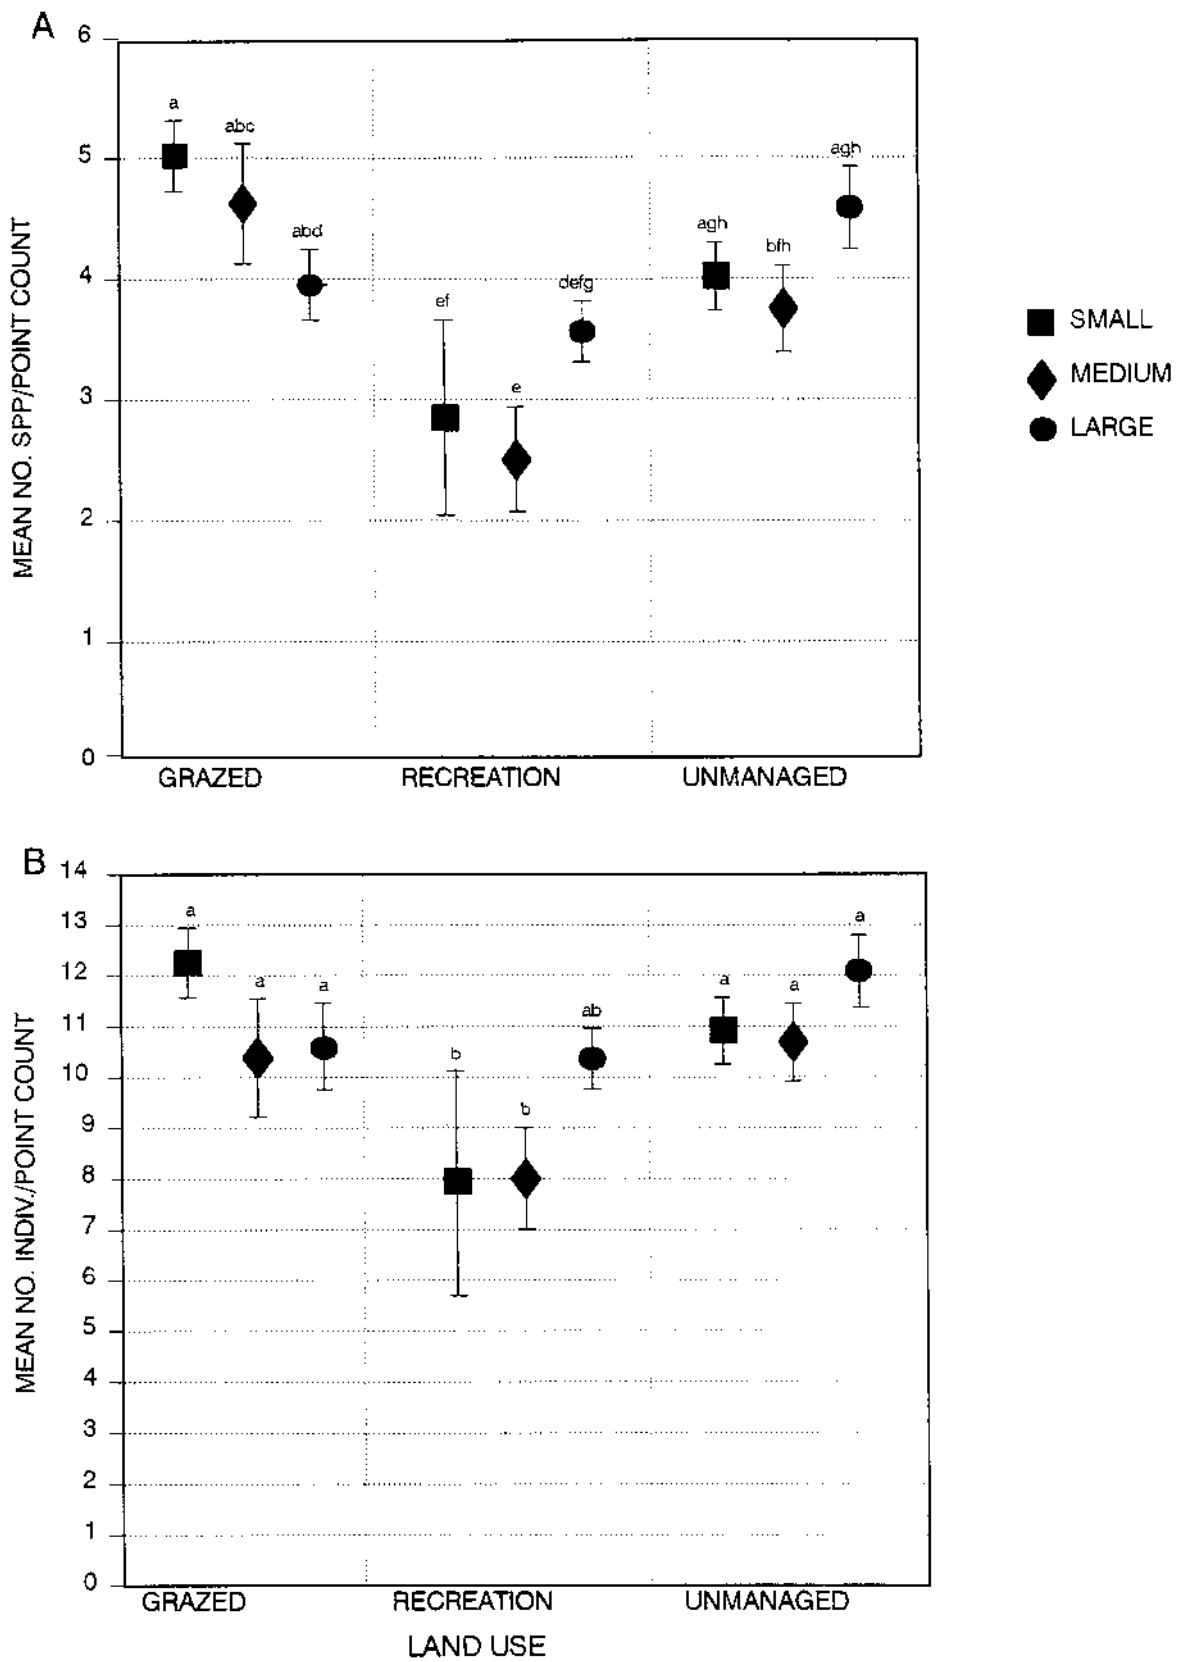 A
6
5
4
3
2
1
0
MEAN NO. SPP/POINT COUNT
a
abc
abd
ef
e
defg
agh
bfh
agh
GRAZED RECREATION UNMANAGED
SMALL
MEDIUM
LARGE
B
14
13
12
11
10
9
8
7
6
5
4
3
2
1
0
MEAN NO. INDIV./POINT COUNT
a
a
a
b
b
ab
a
a
a
GRAZED RECREATION UNMANAGED
LAND USE